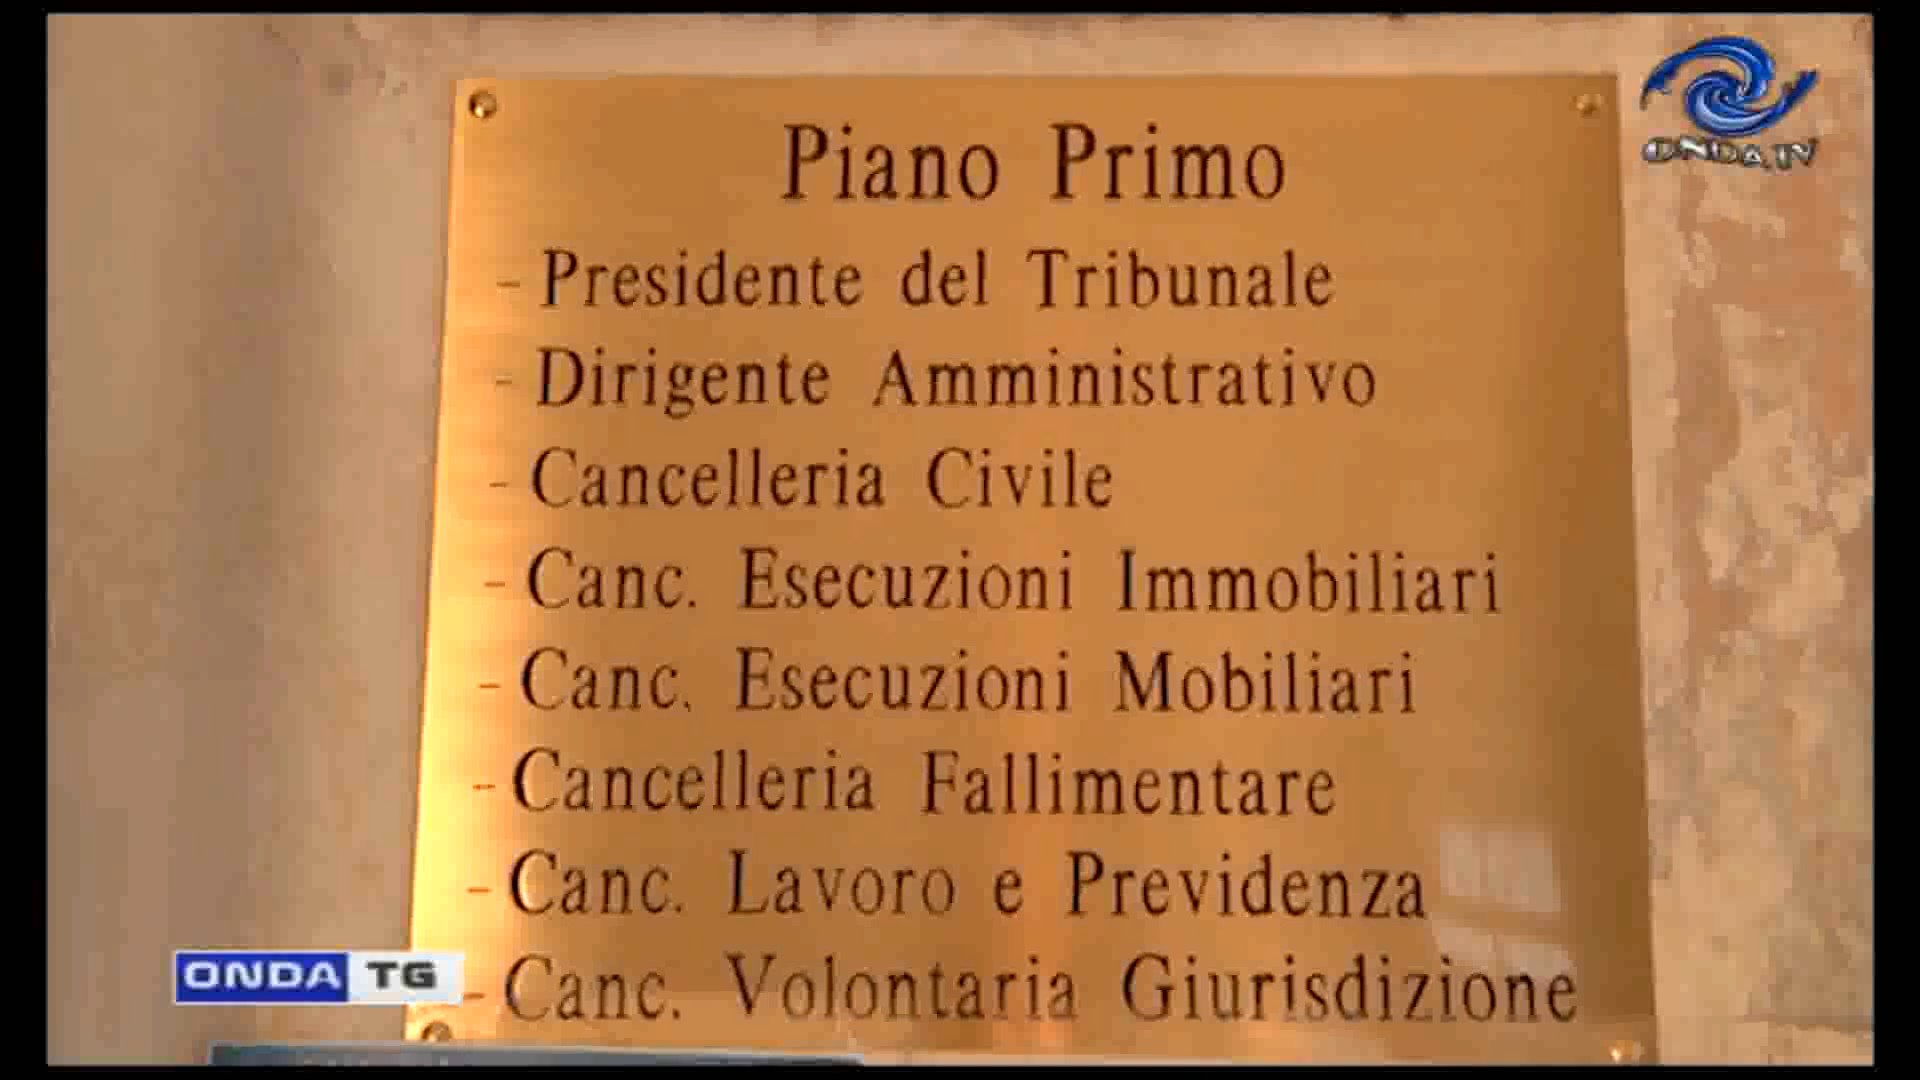 ONDA.TV
Piano Primo
- Presidente del Tribunale
- Dirigente Amministrativo
- Cancelleria Civile
- Canc. Esecuzioni Immobiliari
- Canc. Esecuzioni Mobiliari
- Cancelleria Fallimentare
- Canc. Lavoro e Previdenza
- Canc. Volontaria Giurisdizione
ONDA TG